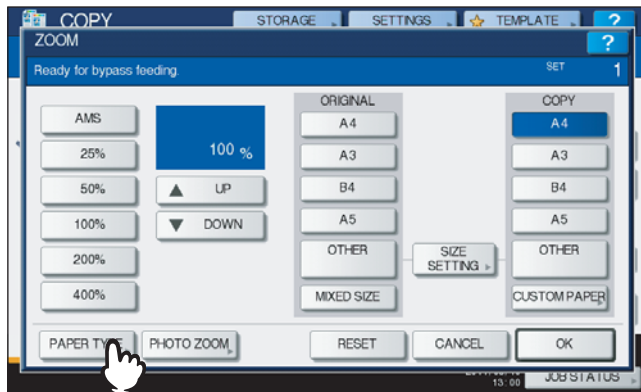 COPY STORAGE SETTINGS TEMPLATE ?
ZOOM ?
Ready for bypass feeding. SET 1
ORIGINAL COPY
AMS A4 A4
25% 100 % A3 A3
50% UP B4 B4
100% DOWN A5 A5
200% OTHER SIZE SETTING OTHER
400% MIXED SIZE CUSTOM PAPER
PHOTO ZOOM RESET CANCEL OK
13:00 JOB STATUS